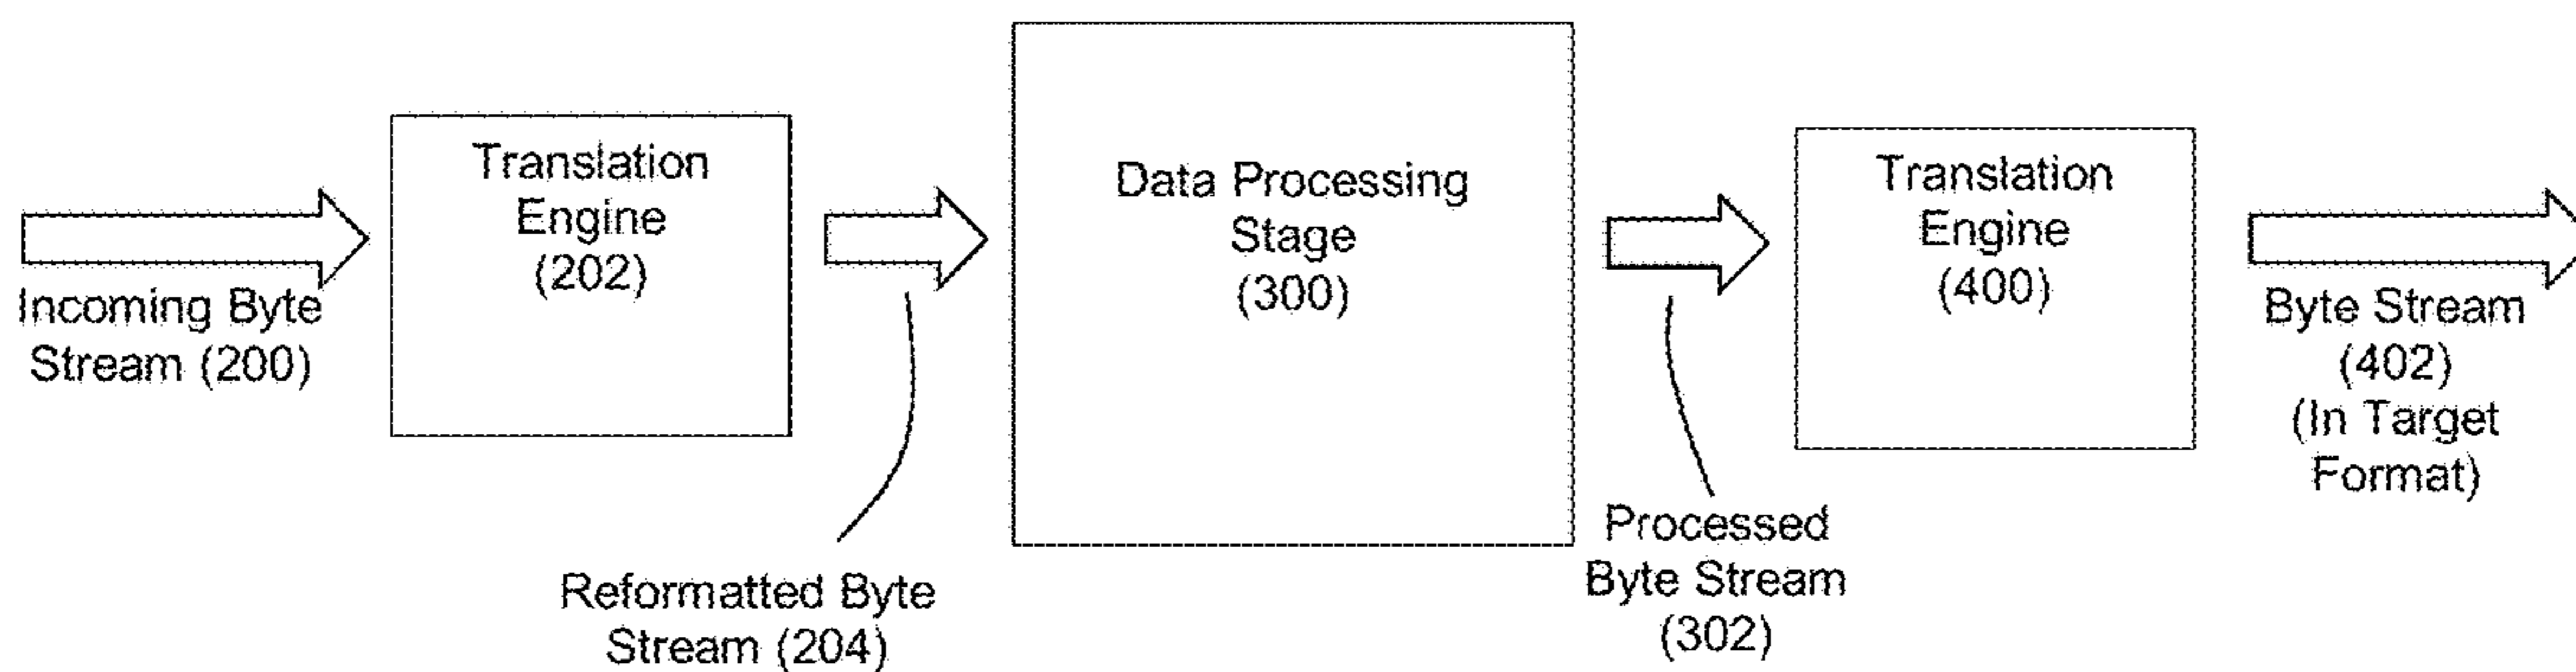 Incoming Byte
Stream (200)
Translation
Engine
(202)
Reformatted Byte
Stream (204)
Data Processing
Stage
(300)
Processed
Byte Stream
(302)
Translation
Engine
(400)
Byte Stream
(402)
(In Target
Format)